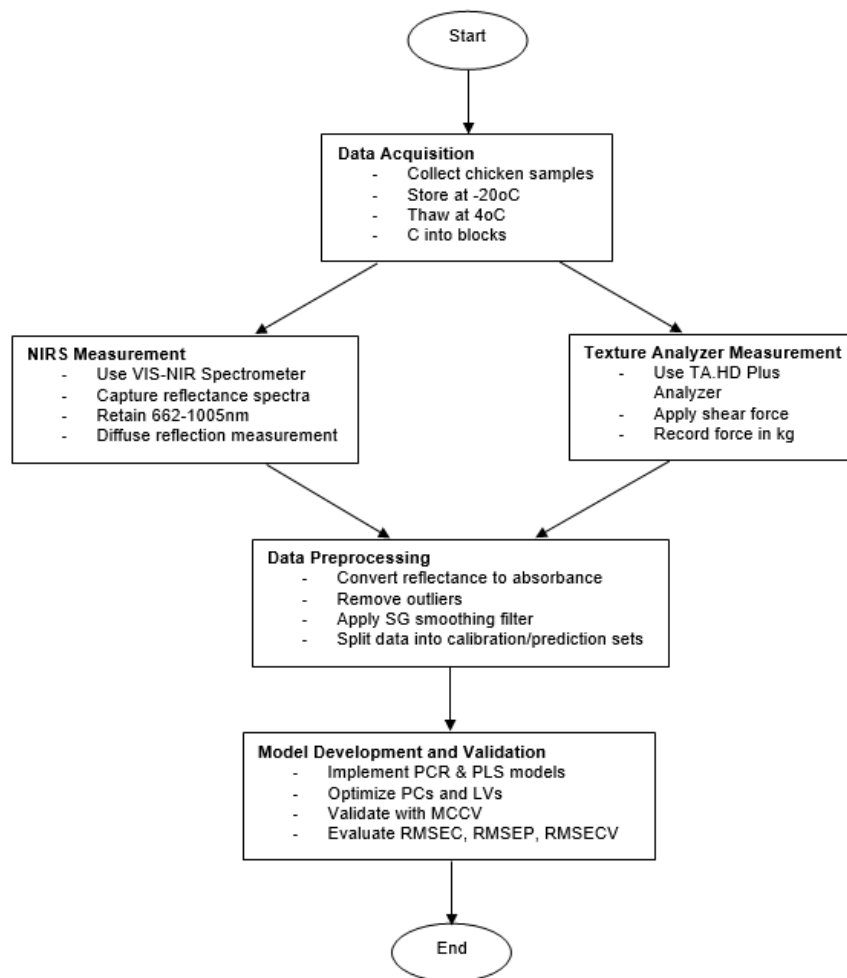 Start
Data Acquisition
- Collect chicken samples
- Store at -20oC
- Thaw at 4oC
- C into blocks
NIRS Measurement
- Use VIS-NIR Spectrometer
- Capture reflectance spectra
- Retain 662-1005nm
- Diffuse reflection measurement
Texture Analyzer Measurement
- Use TA.HD Plus
Analyzer
- Apply shear force
- Record force in kg
Data Preprocessing
- Convert reflectance to absorbance
- Remove outliers
- Apply SG smoothing filter
- Split data into calibration/prediction sets
Model Development and Validation
- Implement PCR & PLS models
- Optimize PCs and LVs
- Validate with MCCV
- Evaluate RMSEC, RMSEP, RMSECV
End